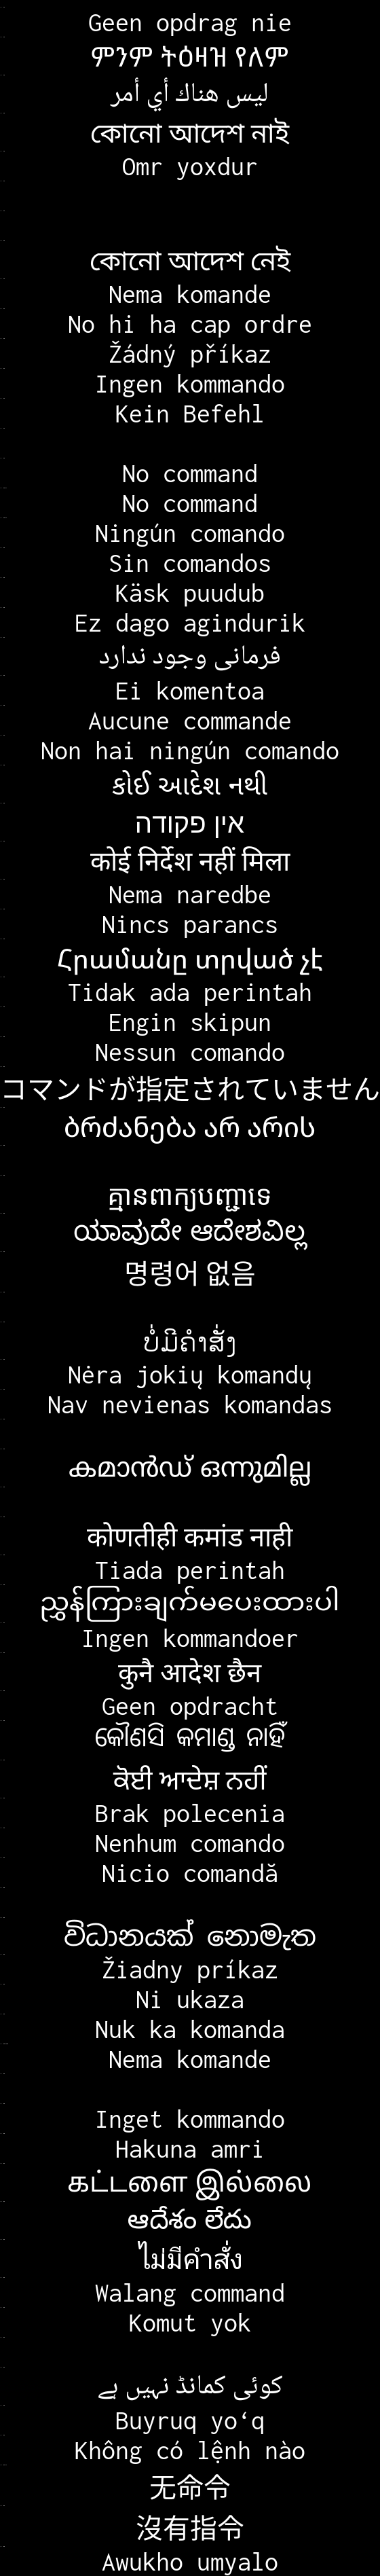 Geen opdrag nie
ምንም ትዕዛዝ የለም
ليس هناك أي أمر
কোনো আদেশ নাই
Omr yoxdur
কোনো আদেশ নেই
Nema komande
No hi ha cap ordre
Žádný příkaz
Ingen kommando
Kein Befehl
No command
No command
Ningún comando
Sin comandos
Käsk puudub
Ez dago agindurik
فرمانی وجود ندارد
Ei komentoa
Aucune commande
Non hai ningún comando
કોઈ આદેશ નથી
אין פקודה
कोई निर्देश नहीं मिला
Nema naredbe
Nincs parancs
Հրամանը տրված չէ
Tidak ada perintah
Engin skipun
Nessun comando
コマンドが指定されていません
ბრძანება არ არის
គ្មានពាក្យបញ្ជាទេ
ಯಾವುದೇ ಆದೇಶವಿಲ್ಲ
명령어 없음
ບໍ່ມີຄຳສັ່ງ
Nėra jokių komandų
Nav nevienas komandas
കമാൻഡ് ഒന്നുമില്ല
कोणतीही कमांड नाही
Tiada perintah
ညွှန်ကြားချက်မပေးထားပါ
Ingen kommandoer
कुनै आदेश छैन
Geen opdracht
କୌଣସି କମାଣ୍ଡ ନାହିଁ
ਕੋਈ ਆਦੇਸ਼ ਨਹੀਂ
Brak polecenia
Nenhum comando
Nicio comandă
විධානයක් නොමැත
Žiadny príkaz
Ni ukaza
Nuk ka komanda
Nema komande
Inget kommando
Hakuna amri
கட்டளை இல்லை
ఆదేశం లేదు
ไม่มีคำสั่ง
Walang command
Komut yok
کوئی کمانڈ نہیں ہے
Buyruq yo‘q
Không có lệnh nào
无命令
沒有指令
Awukho umyalo